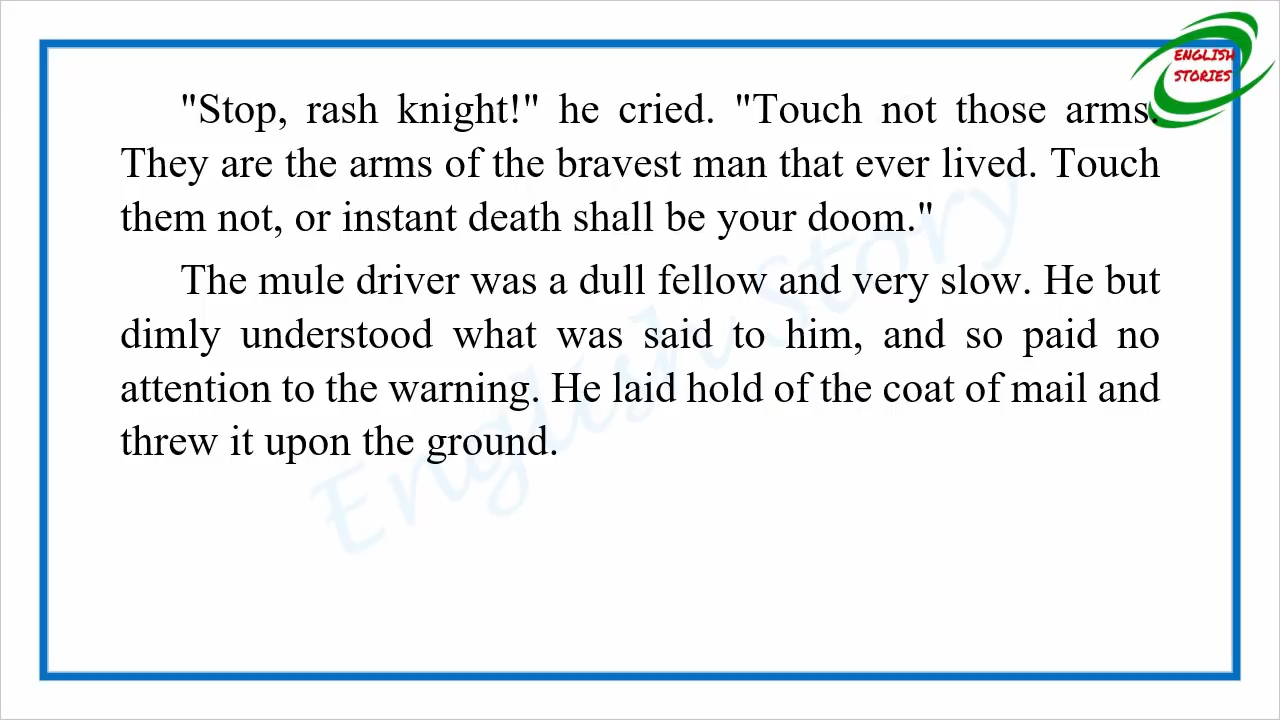 ENGLISH
STORIES
"Stop, rash knight!" he cried. "Touch not those arms.
They are the arms of the bravest man that ever lived. Touch
them not, or instant death shall be your doom."
The mule driver was a dull fellow and very slow. He but
dimly understood what was said to him, and so paid no
attention to the warning. He laid hold of the coat of mail and
threw it upon the ground.
English Story